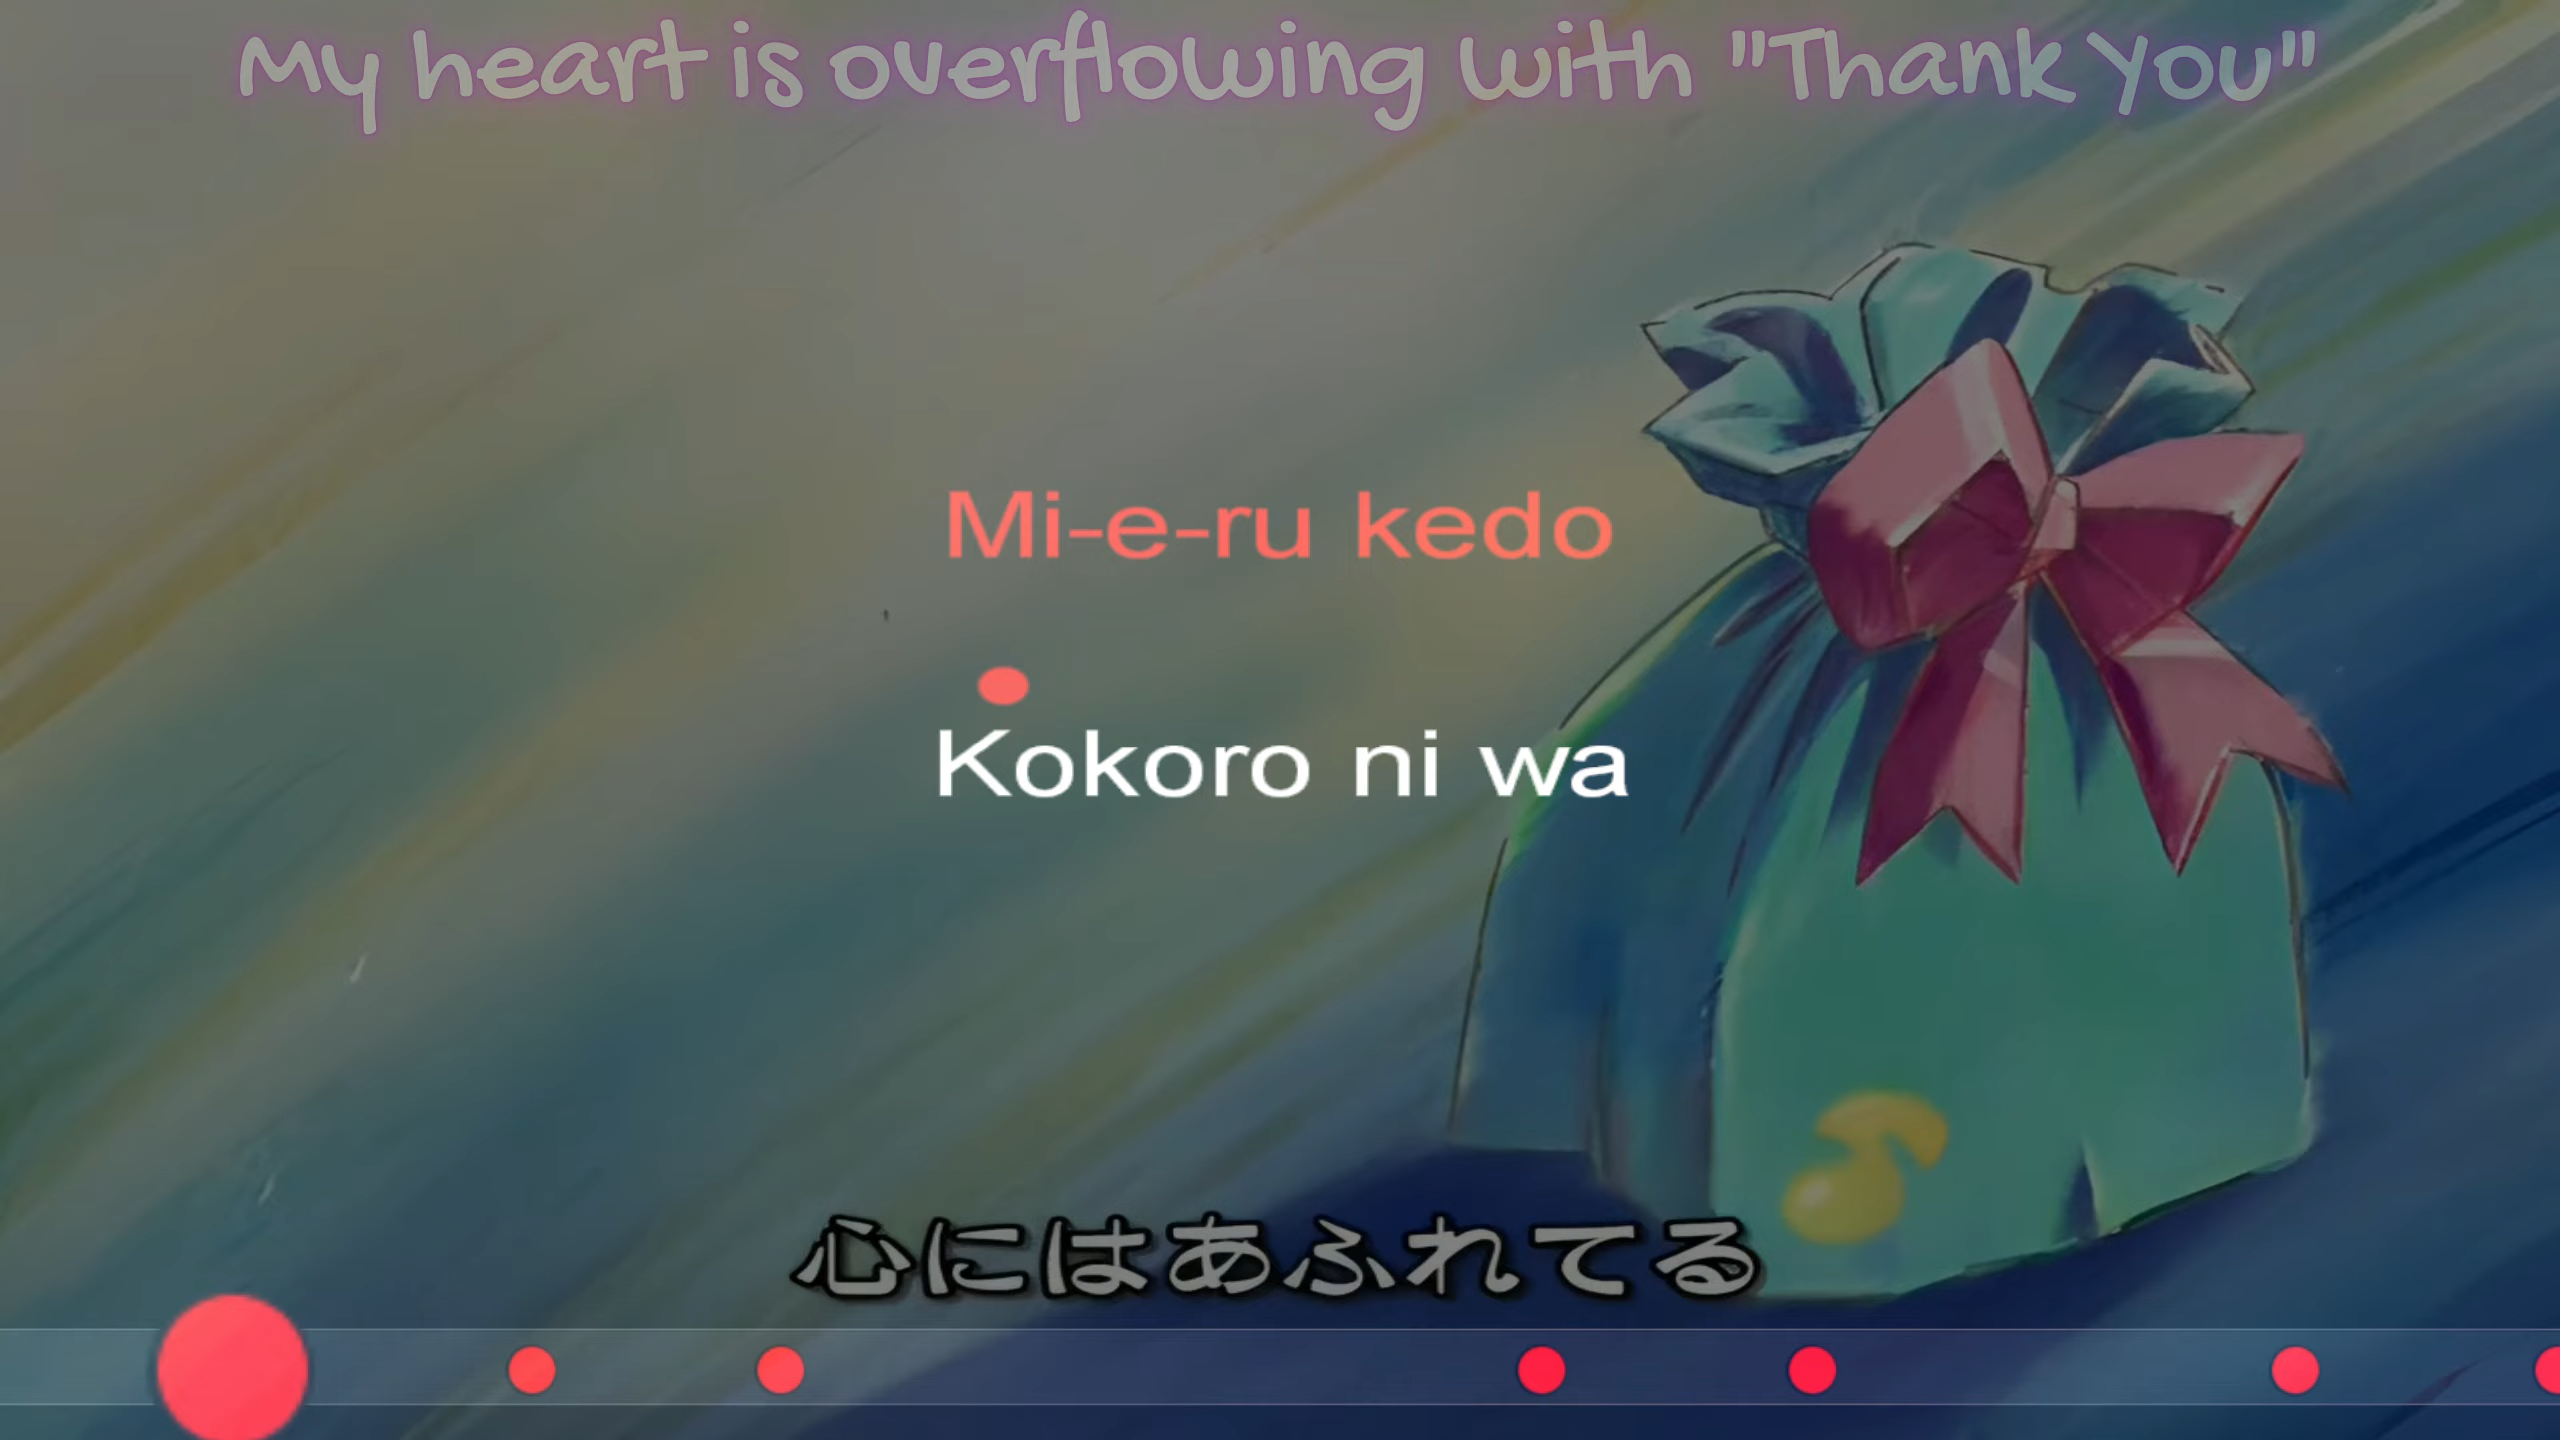 My heart is overflowing with "Thank You"
Mi-e-ru kedo
Kokoro ni wa
心にはあふれてる